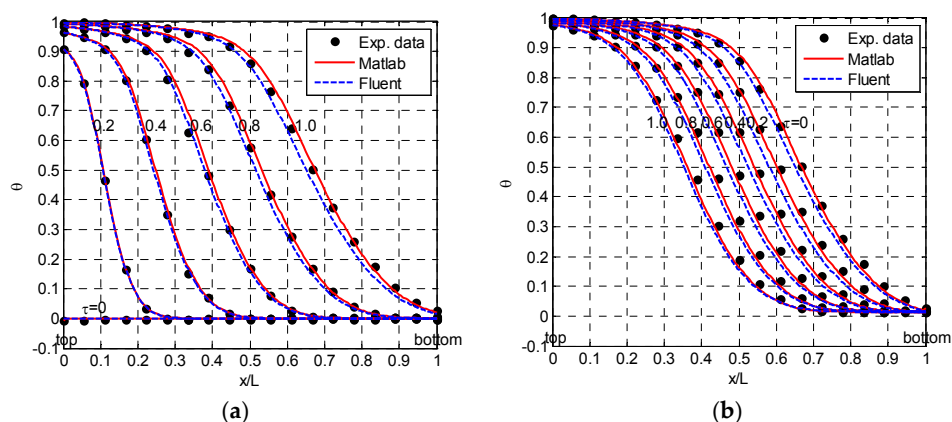 1
0.9
0.8
0.7
0.6
0.5
0.4
0.3
0.2
0.1
0
-0.1
θ
Exp. data
Matlab
Fluent
0.2 0.4 0.6 0.8 1.0
τ=0
top bottom
0 0.1 0.2 0.3 0.4 0.5 0.6 0.7 0.8 0.9 1
x/L
(a)
1
0.9
0.8
0.7
0.6
0.5
0.4
0.3
0.2
0.1
0
-0.1
θ
Exp. data
Matlab
Fluent
1.0 0.8 0.6 0.4 0.2 τ=0
top bottom
0 0.1 0.2 0.3 0.4 0.5 0.6 0.7 0.8 0.9 1
x/L
(b)